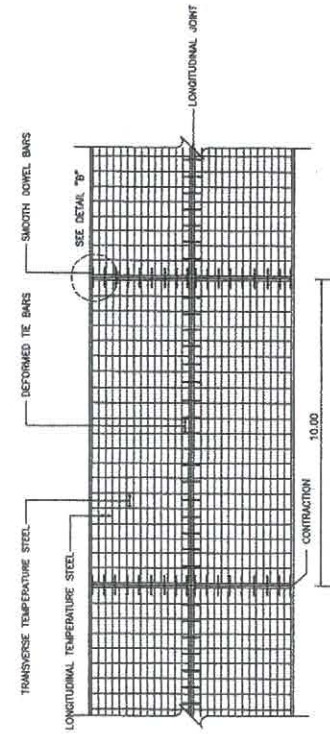 TRANSVERSE TEMPERATURE STEEL
LONGITUDINAL TEMPERATURE STEEL
DEFORMED TIE BARS
SMOOTH DOWEL BARS
SEE DETAIL "B"
LONGITUDINAL JOINT
CONTRACTION
10.00